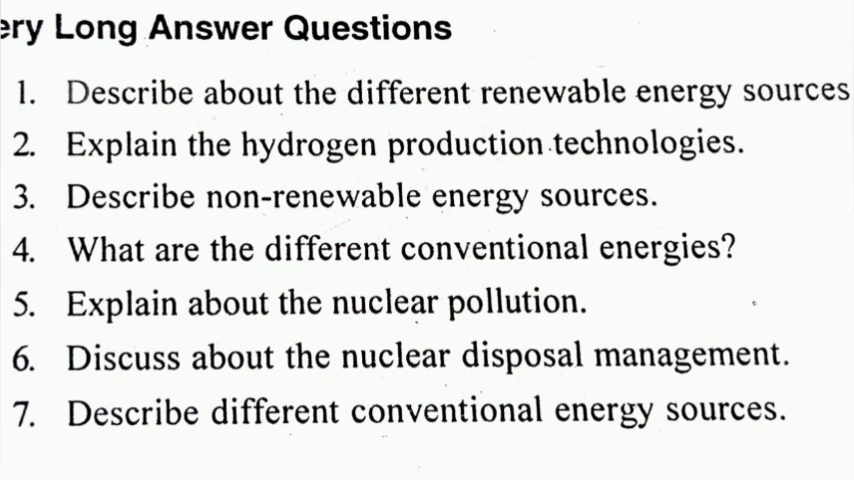 ery Long Answer Questions
1. Describe about the different renewable energy sources
2. Explain the hydrogen production technologies.
3. Describe non-renewable energy sources.
4. What are the different conventional energies?
5. Explain about the nuclear pollution.
6. Discuss about the nuclear disposal management.
7. Describe different conventional energy sources.